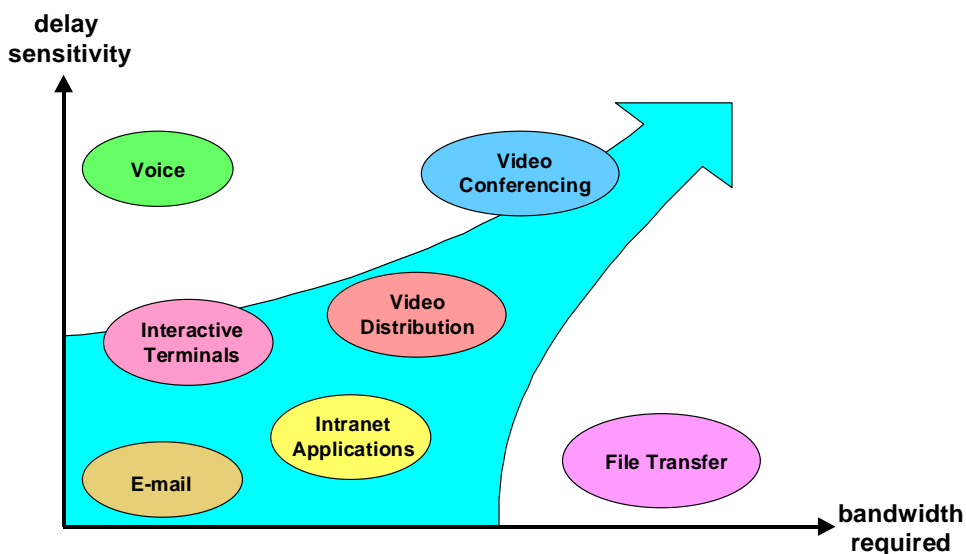 delay
sensitivity
Voice
Video
Conferencing
Video
Distribution
Interactive
Terminals
Intranet
Applications
E-mail
File Transfer
bandwidth
required